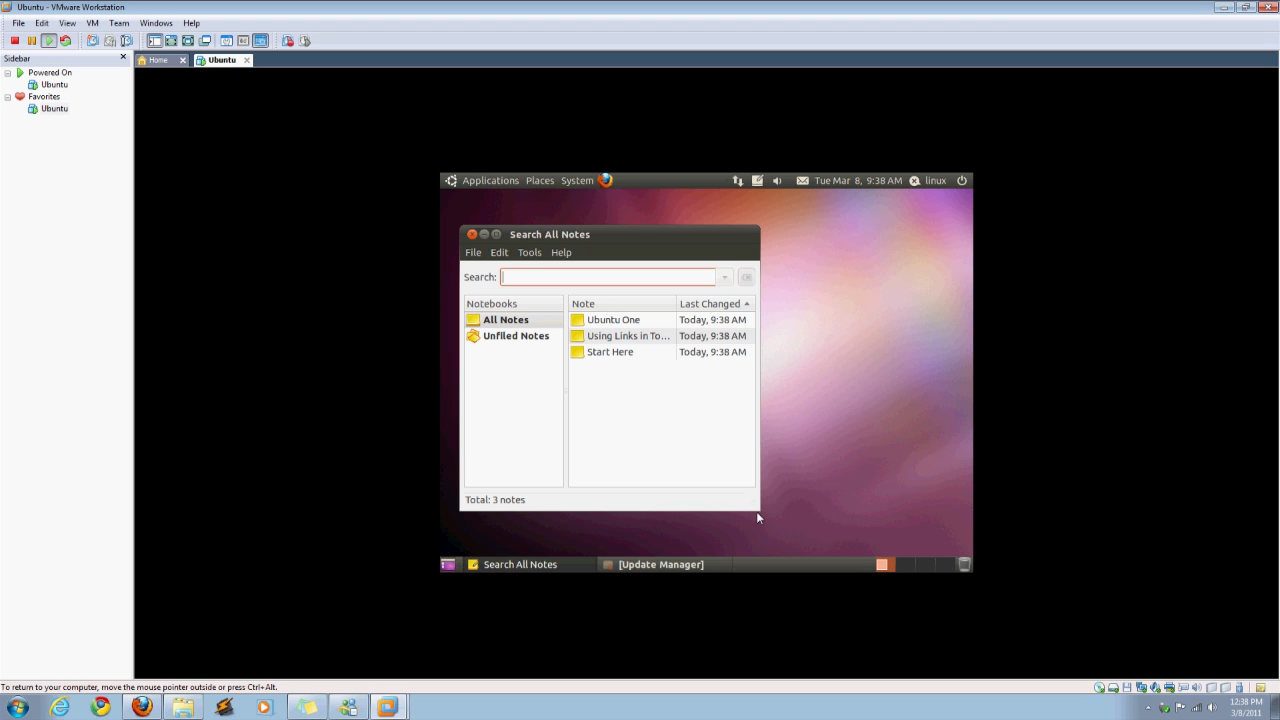 Ubuntu - VMware Workstation
File Edit View VM Team Windows Help
Sidebar
Powered On
Ubuntu
Favorites
Ubuntu
Home
Ubuntu
Applications Places System
Tue Mar 8, 9:38 AM linux
Search All Notes
File Edit Tools Help
Search:
Notebooks
All Notes
Unfiled Notes
Note Last Changed
Ubuntu One Today, 9:38 AM
Using Links in To... Today, 9:38 AM
Start Here Today, 9:38 AM
Total: 3 notes
Search All Notes [Update Manager]
To return to your computer, move the mouse pointer outside or press Ctrl+Alt.
12:38 PM
3/8/2011